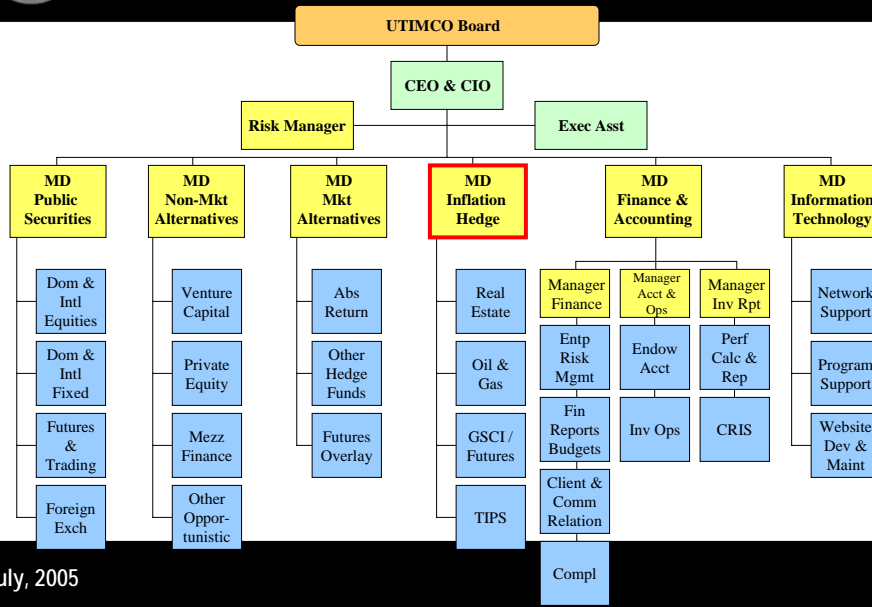 UTIMCO Board
CEO & CIO
Risk Manager
Exec Asst
MD
Public
Securities
MD
Non-Mkt
Alternatives
MD
Mkt
Alternatives
MD
Inflation
Hedge
MD
Finance &
Accounting
MD
Information
Technology
Dom &
Intl
Equities
Dom &
Intl
Fixed
Futures
&
Trading
Foreign
Exch
Venture
Capital
Private
Equity
Mezz
Finance
Other
Oppor-
tunistic
Abs
Return
Other
Hedge
Funds
Futures
Overlay
Real
Estate
Oil &
Gas
GSCI /
Futures
TIPS
Manager
Finance
Entp
Risk
Mgmt
Fin
Reports
Budgets
Client &
Comm
Relation
Compl
Manager
Acct &
Ops
Endow
Acct
Inv Ops
Manager
Inv Rpt
Perf
Calc &
Rep
CRIS
Network
Support
Program
Support
Website
Dev &
Maint
uly, 2005